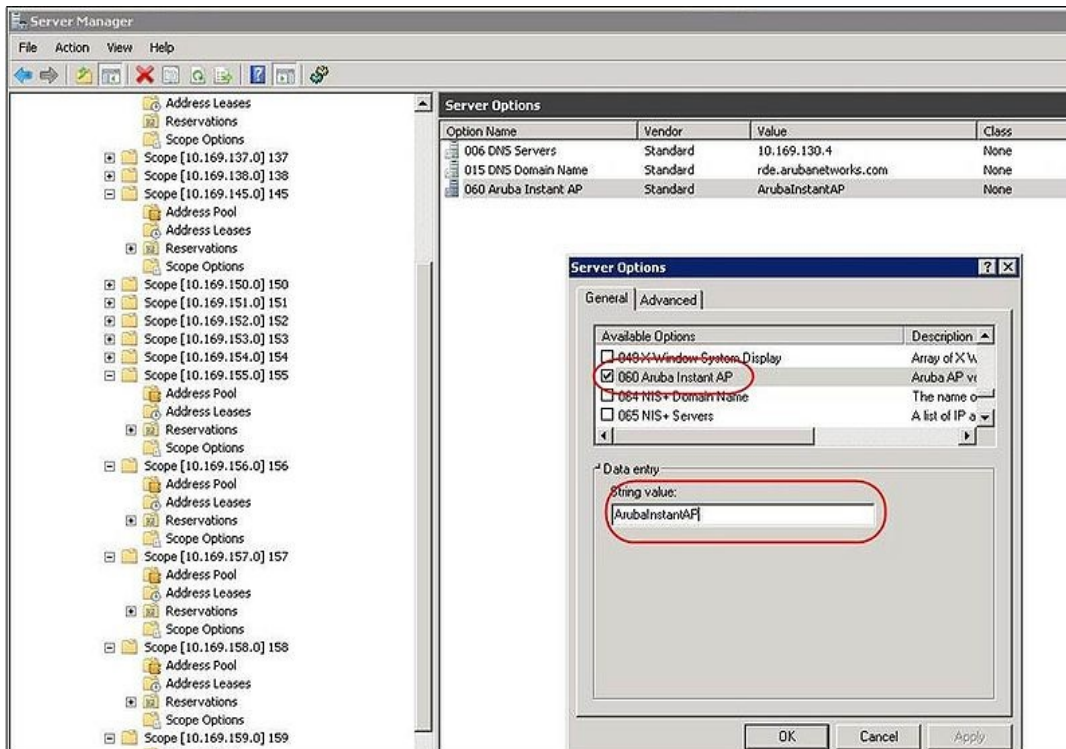 Server Manager
File Action View Help
Address Leases
Reservations
Scope Options
Scope [10.169.137.0] 137
Scope [10.169.138.0] 138
Scope [10.169.145.0] 145
Address Pool
Address Leases
Reservations
Scope Options
Scope [10.169.150.0] 150
Scope [10.169.151.0] 151
Scope [10.169.152.0] 152
Scope [10.169.153.0] 153
Scope [10.169.154.0] 154
Scope [10.169.155.0] 155
Address Pool
Address Leases
Reservations
Scope Options
Scope [10.169.156.0] 156
Address Pool
Address Leases
Reservations
Scope Options
Scope [10.169.157.0] 157
Address Pool
Address Leases
Reservations
Scope Options
Scope [10.169.158.0] 158
Address Pool
Address Leases
Reservations
Scope Options
Scope [10.169.159.0] 159
Server Options
Option Name Vendor Value Class
006 DNS Servers Standard 10.169.130.4 None
015 DNS Domain Name Standard rde.arubanetworks.com None
060 Aruba Instant AP Standard ArubaInstantAP None
Server Options
General Advanced
Available Options Description
049 X Window System Display Array of X W
060 Aruba Instant AP Aruba AP ve
064 NIS+ Domain Name The name o
065 NIS+ Servers A list of IP a
Data entry
String value:
ArubaInstantAP
OK Cancel Apply